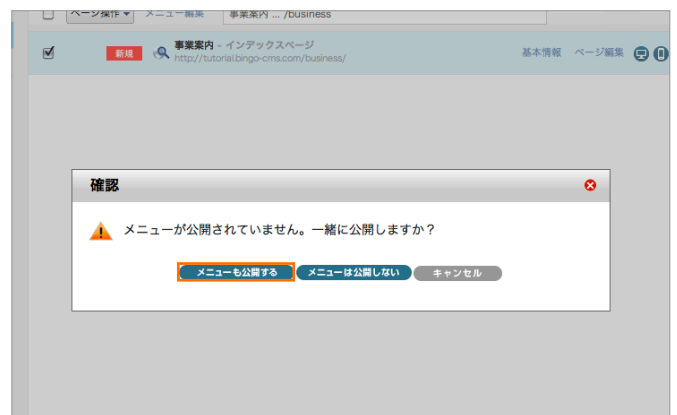 ページ操作▼ メニュー編集 事業案内 ... /business
新規 事業案内 - インデックスページ 基本情報 ページ編集
http://tutorial.bingo-cms.com/business/
確認
メニューが公開されていません。一緒に公開しますか？
メニューも公開する メニューは公開しない キャンセル